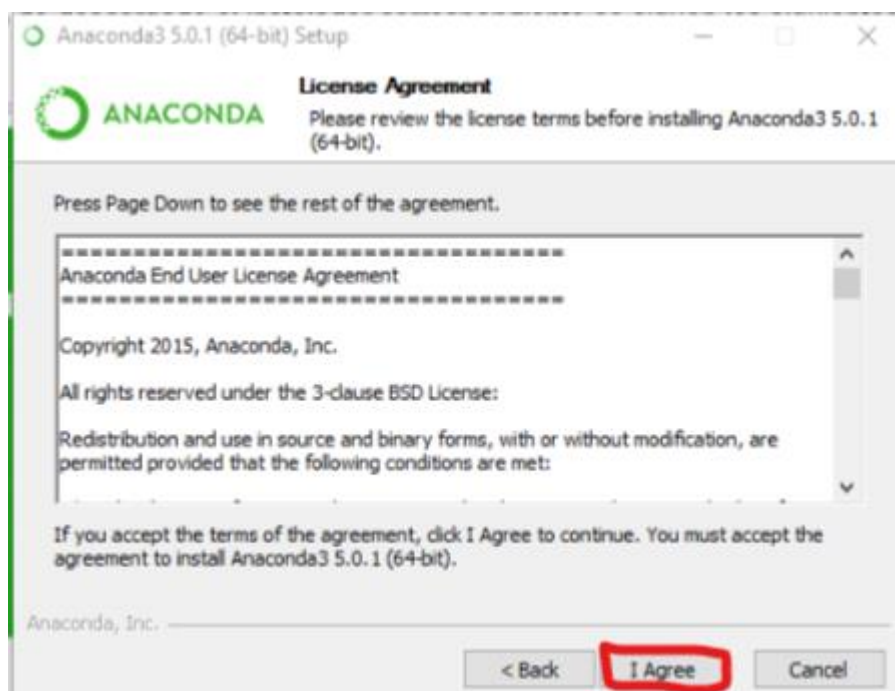 Anaconda3 5.0.1 (64-bit) Setup
ANACONDA
License Agreement
Please review the license terms before installing Anaconda3 5.0.1
(64-bit).
Press Page Down to see the rest of the agreement.
===================================
Anaconda End User License Agreement
===================================
Copyright 2015, Anaconda, Inc.
All rights reserved under the 3-clause BSD License:
Redistribution and use in source and binary forms, with or without modification, are
permitted provided that the following conditions are met:
If you accept the terms of the agreement, click I Agree to continue. You must accept the
agreement to install Anaconda3 5.0.1 (64-bit).
Anaconda, Inc.
< Back
I Agree
Cancel